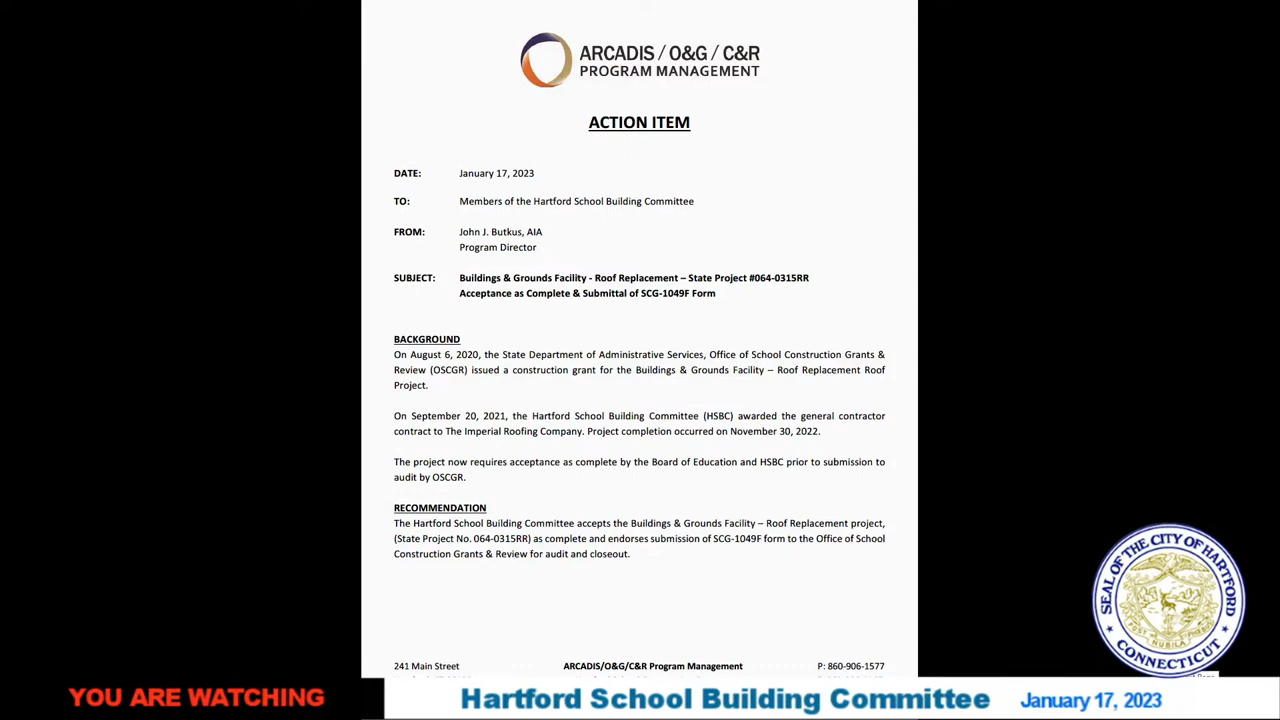 ARCADIS / O&G / C&R
PROGRAM MANAGEMENT
ACTION ITEM
DATE: January 17, 2023
TO: Members of the Hartford School Building Committee
FROM: John J. Butkus, AIA
Program Director
SUBJECT: Buildings & Grounds Facility - Roof Replacement – State Project #064-0315RR
Acceptance as Complete & Submittal of SCG-1049F Form
BACKGROUND
On August 6, 2020, the State Department of Administrative Services, Office of School Construction Grants &
Review (OSCGR) issued a construction grant for the Buildings & Grounds Facility – Roof Replacement Roof
Project.
On September 20, 2021, the Hartford School Building Committee (HSBC) awarded the general contractor
contract to The Imperial Roofing Company. Project completion occurred on November 30, 2022.
The project now requires acceptance as complete by the Board of Education and HSBC prior to submission to
audit by OSCGR.
RECOMMENDATION
The Hartford School Building Committee accepts the Buildings & Grounds Facility – Roof Replacement project,
(State Project No. 064-0315RR) as complete and endorses submission of SCG-1049F form to the Office of School
Construction Grants & Review for audit and closeout.
241 Main Street ARCADIS/O&G/C&R Program Management P: 860-906-1577
SEAL OF THE CITY OF HARTFORD
CONNECTICUT
YOU ARE WATCHING Hartford School Building Committee January 17, 2023